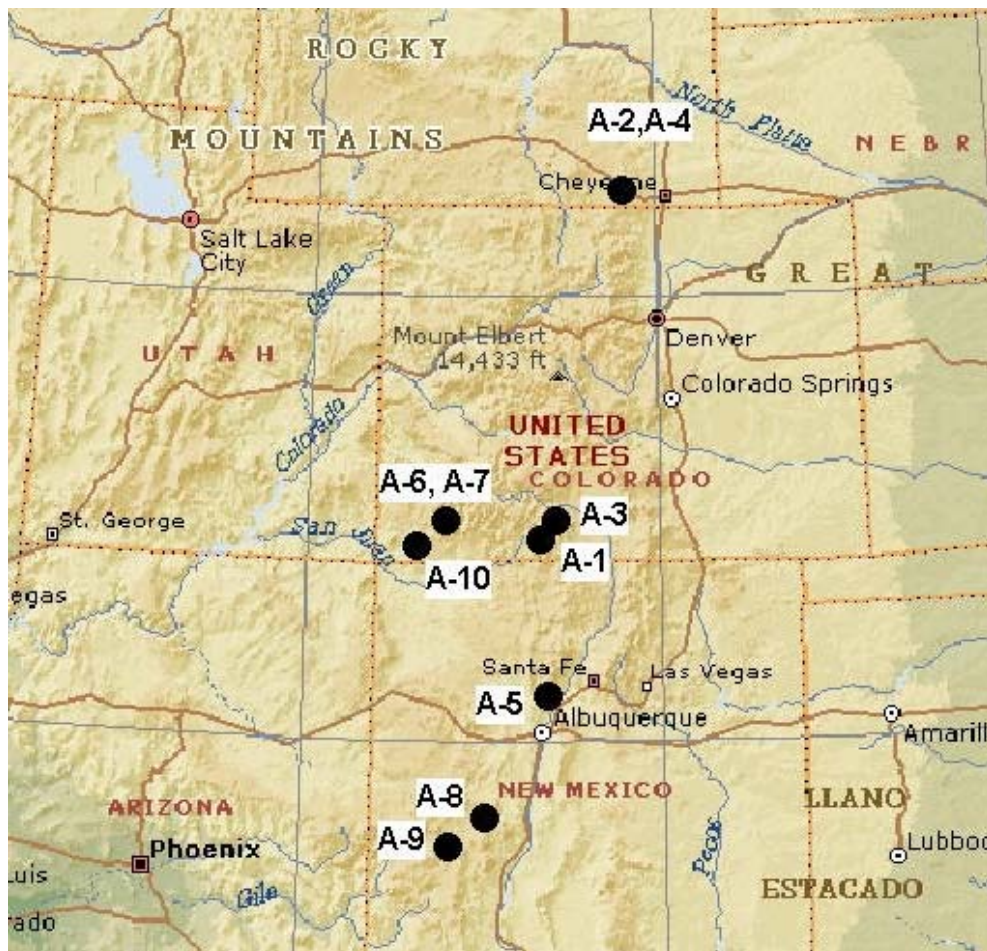 ROCKY
MOUNTAINS
A-2,A-4
North Platte
NEBR
Cheyenne
Salt Lake
City
Green
GREAT
Mount Elbert
14,433 ft
Denver
UTAH
Colorado Springs
Colorado
UNITED
STATES
COLORADO
A-6, A-7
St. George
San Juan
A-3
A-1
A-10
egas
Santa Fe
Las Vegas
A-5
Albuquerque
Amarill
NEW MEXICO
A-8
LLANO
ARIZONA
A-9
Phoenix
Pecos
Lubboc
uis
Gila
ESTACADO
rado